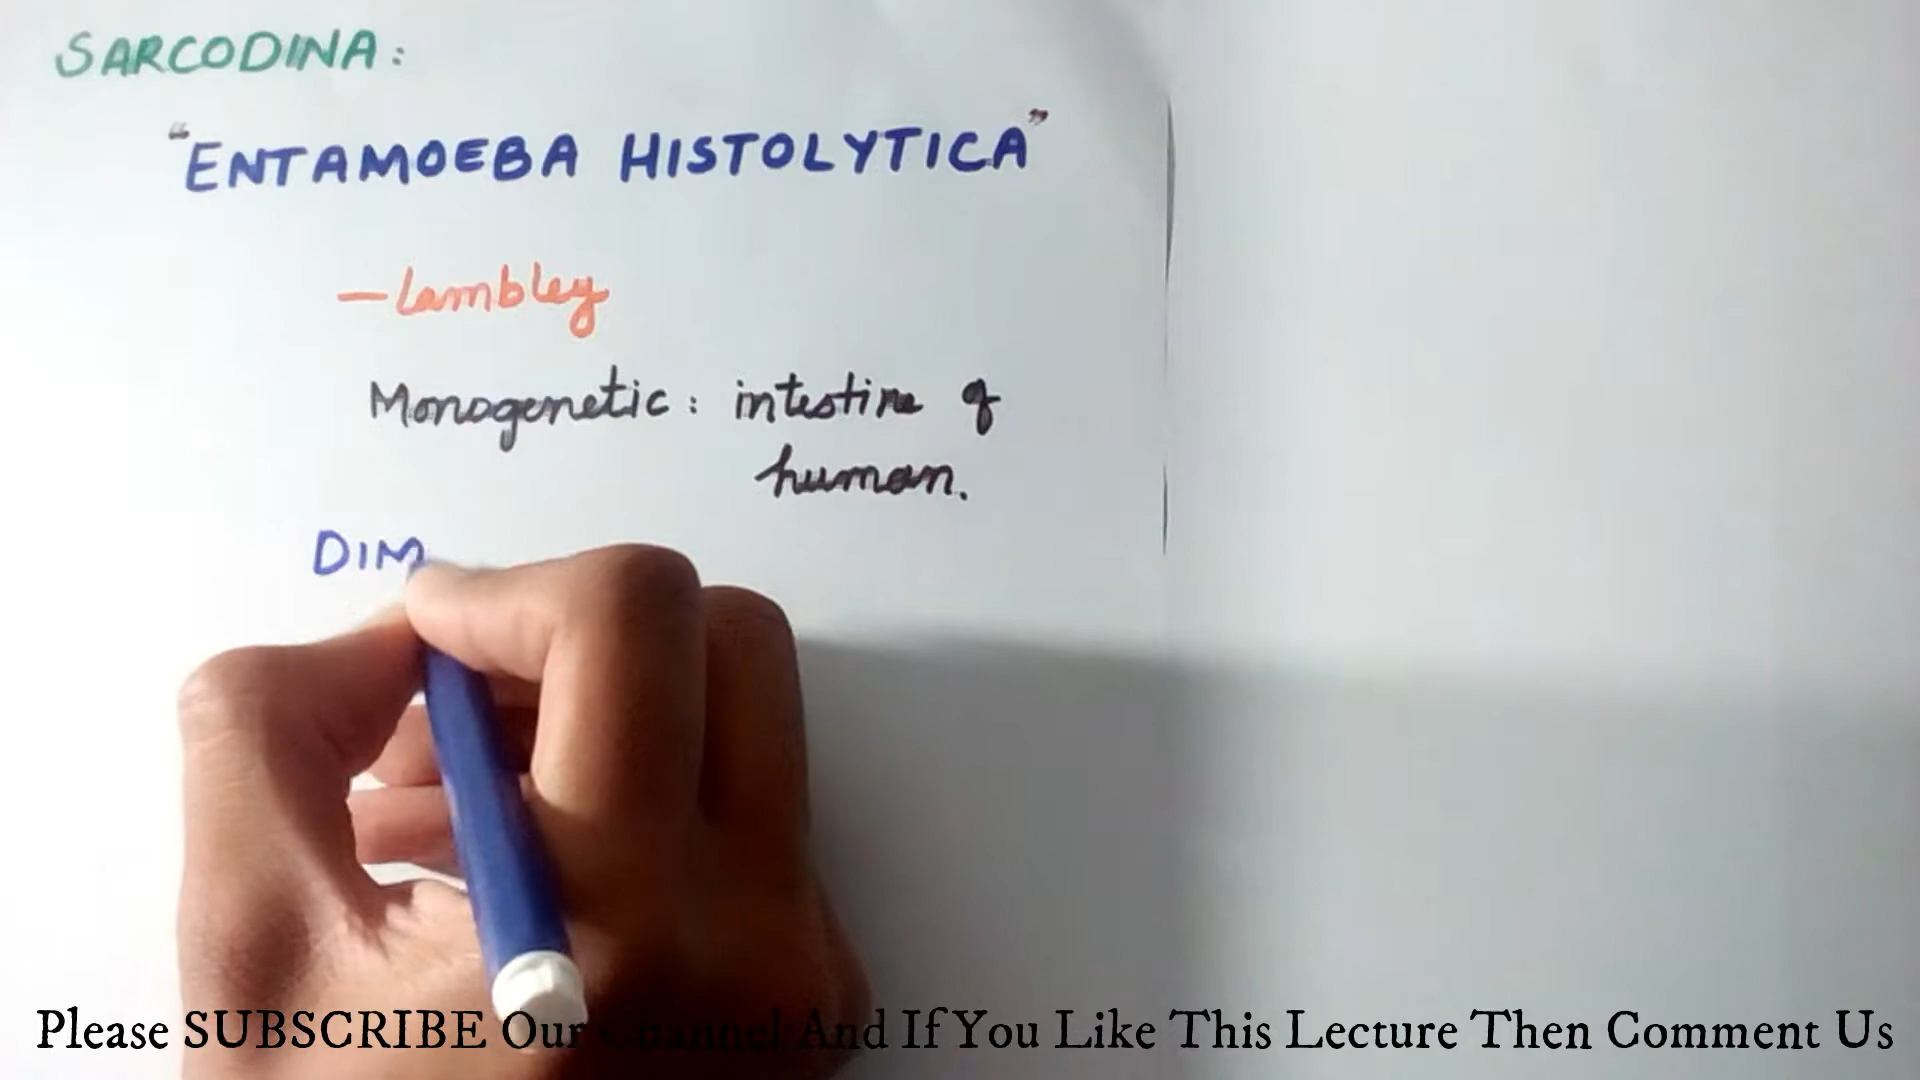 SARCODINA:
"ENTAMOEBA HISTOLYTICA"
- Lambley
Monogenetic: intestine of
human.
DIM
Please SUBSCRIBE Our Channel And If You Like This Lecture Then Comment Us